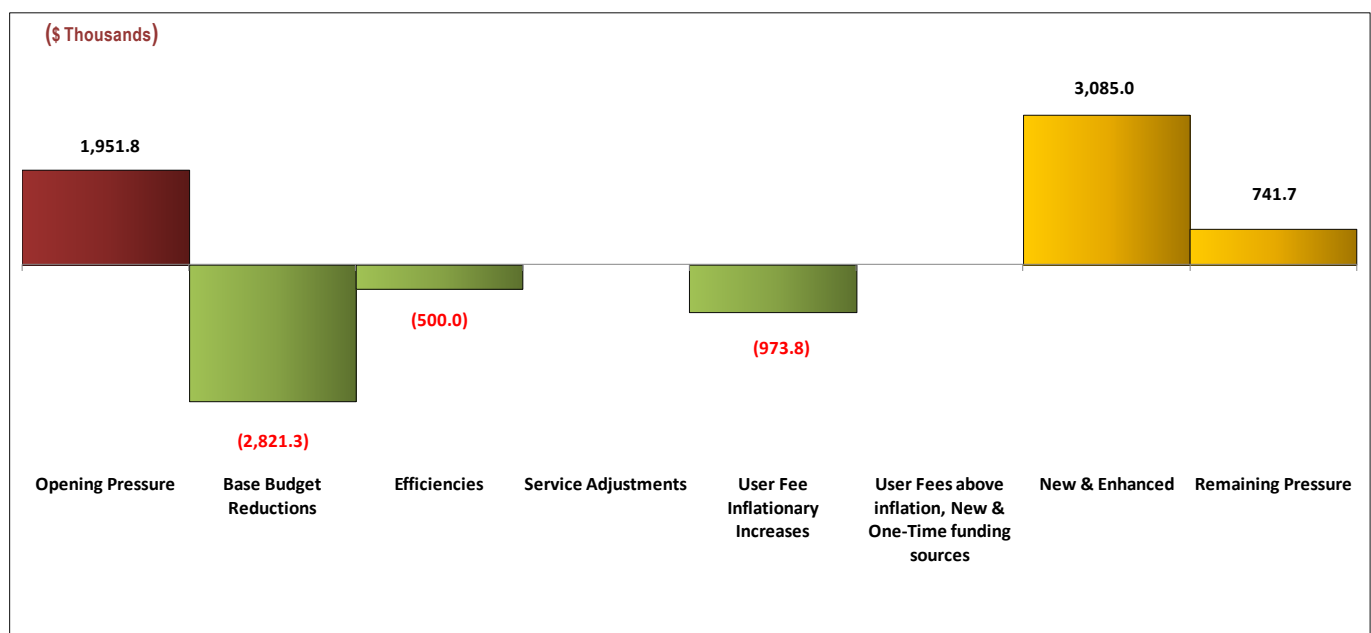 ($ Thousands)
3,085.0
1,951.8
741.7
(500.0)
(973.8)
(2,821.3)
Opening Pressure
Base Budget
Reductions
Efficiencies
Service Adjustments
User Fee
Inflationary
Increases
User Fees above
inflation, New &
One-Time funding
sources
New & Enhanced
Remaining Pressure